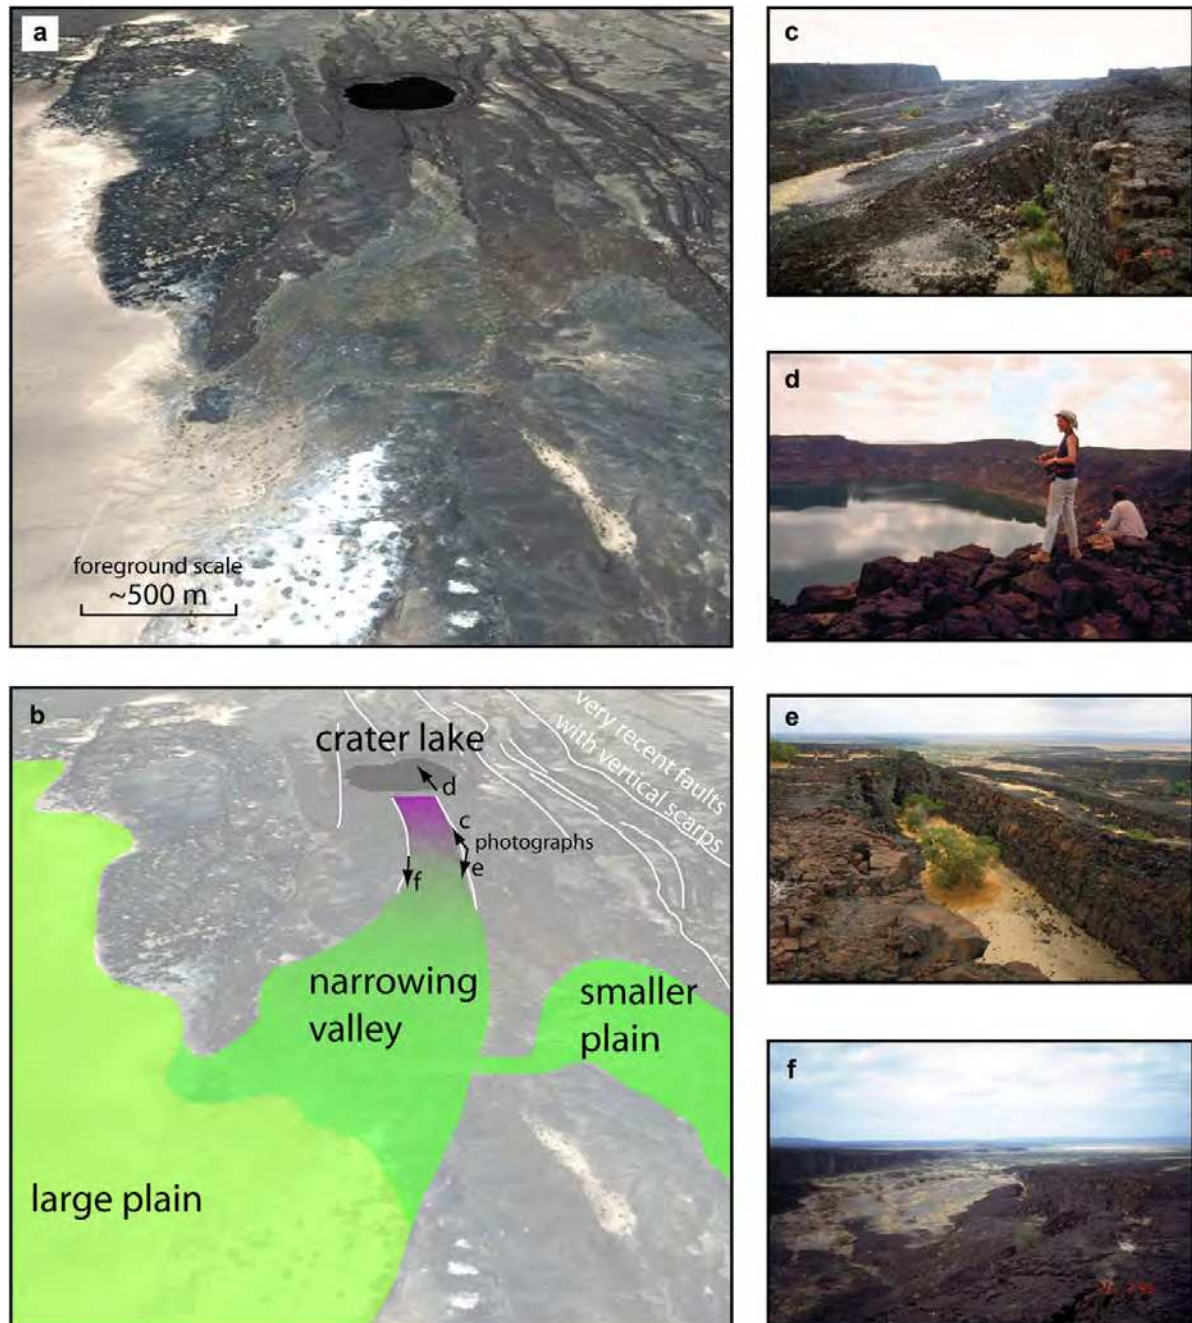 a
foreground scale
~500 m
b
crater lake
very recent faults
with vertical scarps
d
c
photographs
e
f
narrowing
valley
smaller
plain
large plain
c
d
e
f